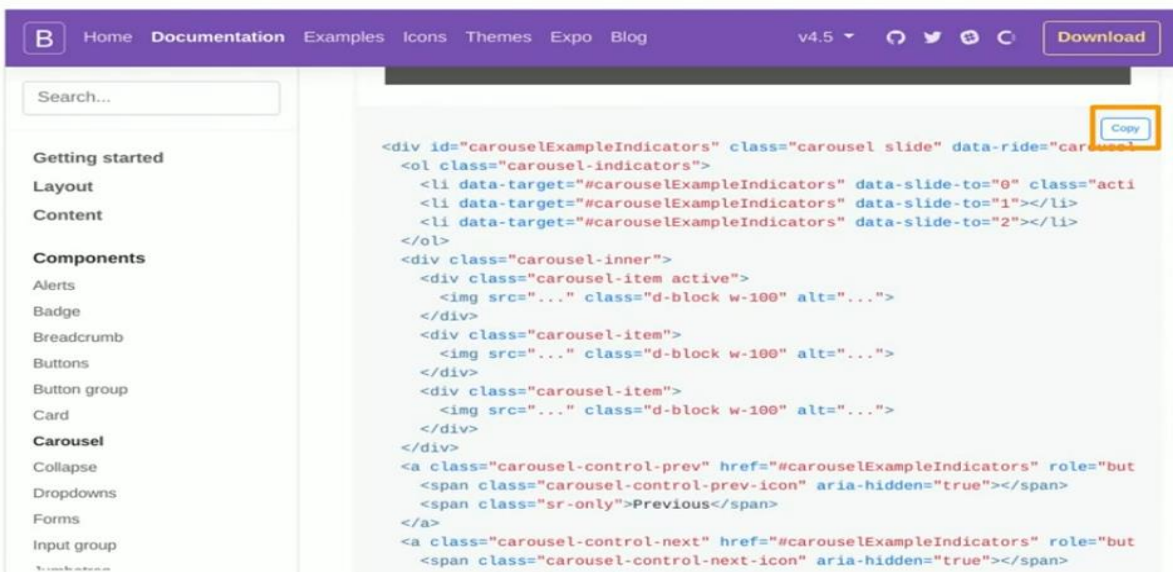 B Home Documentation Examples Icons Themes Expo Blog v4.5 Download
Search...
Getting started
Layout
Content
Components
Alerts
Badge
Breadcrumb
Buttons
Button group
Card
Carousel
Collapse
Dropdowns
Forms
Input group
Copy
<div id="carouselExampleIndicators" class="carousel slide" data-ride="carousel
<ol class="carousel-indicators">
<li data-target="#carouselExampleIndicators" data-slide-to="0" class="acti
<li data-target="#carouselExampleIndicators" data-slide-to="1"></li>
<li data-target="#carouselExampleIndicators" data-slide-to="2"></li>
</ol>
<div class="carousel-inner">
<div class="carousel-item active">
<img src="..." class="d-block w-100" alt="...">
</div>
<div class="carousel-item">
<img src="..." class="d-block w-100" alt="...">
</div>
<div class="carousel-item">
<img src="..." class="d-block w-100" alt="...">
</div>
</div>
<a class="carousel-control-prev" href="#carouselExampleIndicators" role="but
<span class="carousel-control-prev-icon" aria-hidden="true"></span>
<span class="sr-only">Previous</span>
</a>
<a class="carousel-control-next" href="#carouselExampleIndicators" role="but
<span class="carousel-control-next-icon" aria-hidden="true"></span>